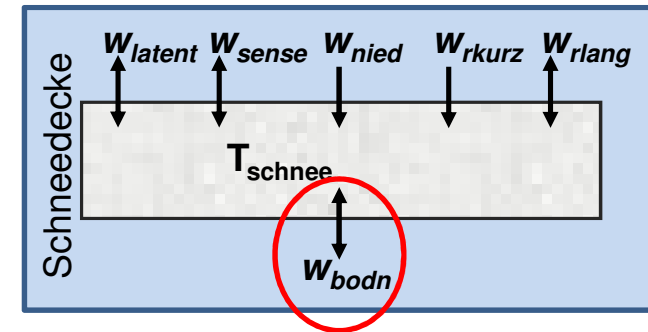 Schneedecke
w_latent w_sense w_nied w_rkurz w_rlang
T_schnee
w_bodn